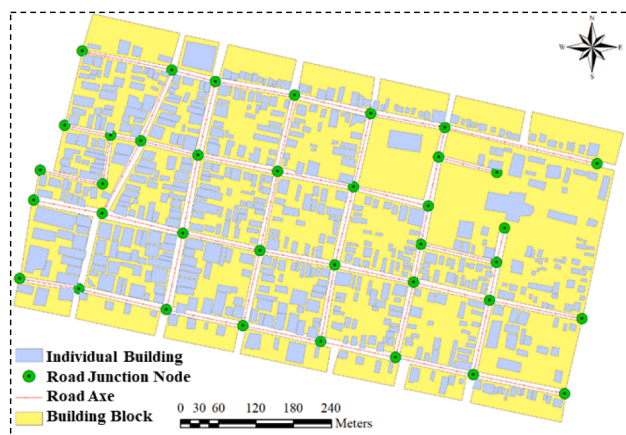 N
W E
S
Individual Building
Road Junction Node
Road Axe
Building Block
0 30 60 120 180 240
Meters